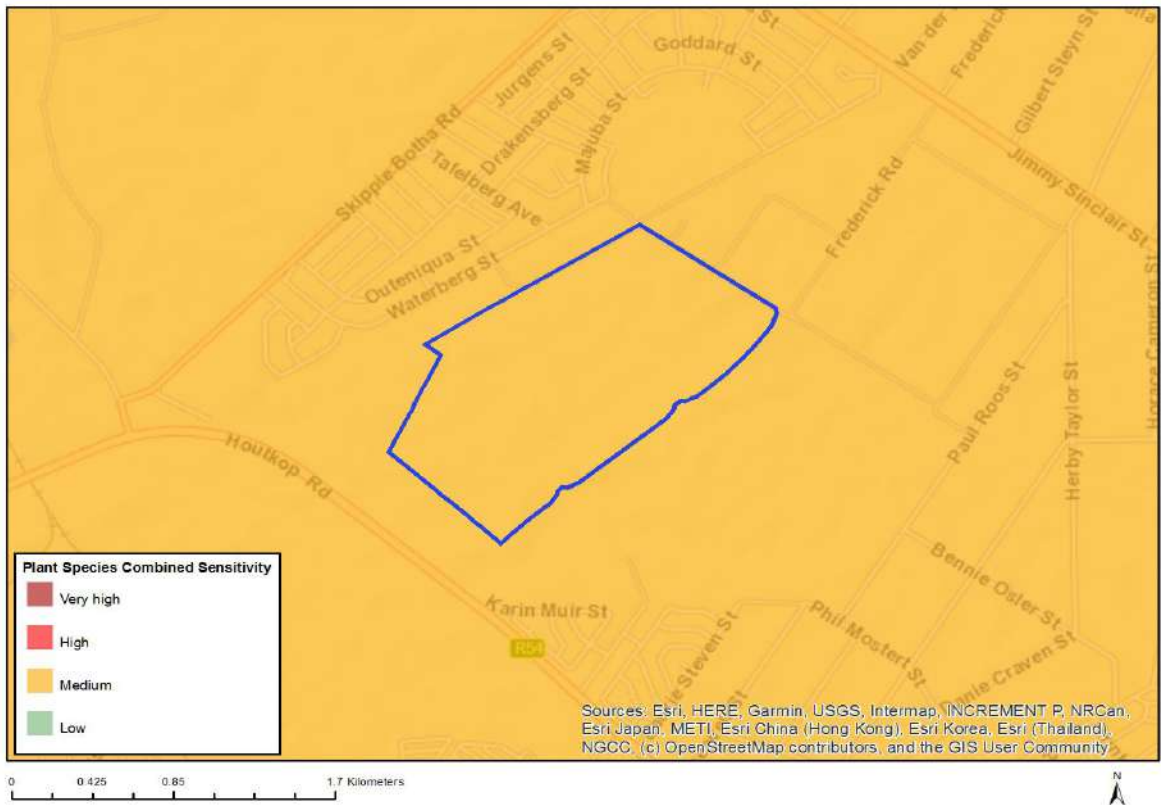 Goddard St
Jurgens St
Drakensberg St
Majuba St
Skippie Botha Rd
Tafelberg Ave
Outeniqua St
Waterberg St
Van der
Frederick
Gilbert Steyn St
Jimmy Sinclair St
Frederick Rd
Horace Cameron St
Herby Taylor St
Paul Roos St
Houtkop Rd
Bennie Osler St
Karin Muir St
Phil Mostert St
Danie Craven St
Steven St
R54
Plant Species Combined Sensitivity
Very high
High
Medium
Low
Sources: Esri, HERE, Garmin, USGS, Intermap, INCREMENT P, NRCan,
Esri Japan, METI, Esri China (Hong Kong), Esri Korea, Esri (Thailand),
NGCC, (c) OpenStreetMap contributors, and the GIS User Community
0 0.425 0.85 1.7 Kilometers
N